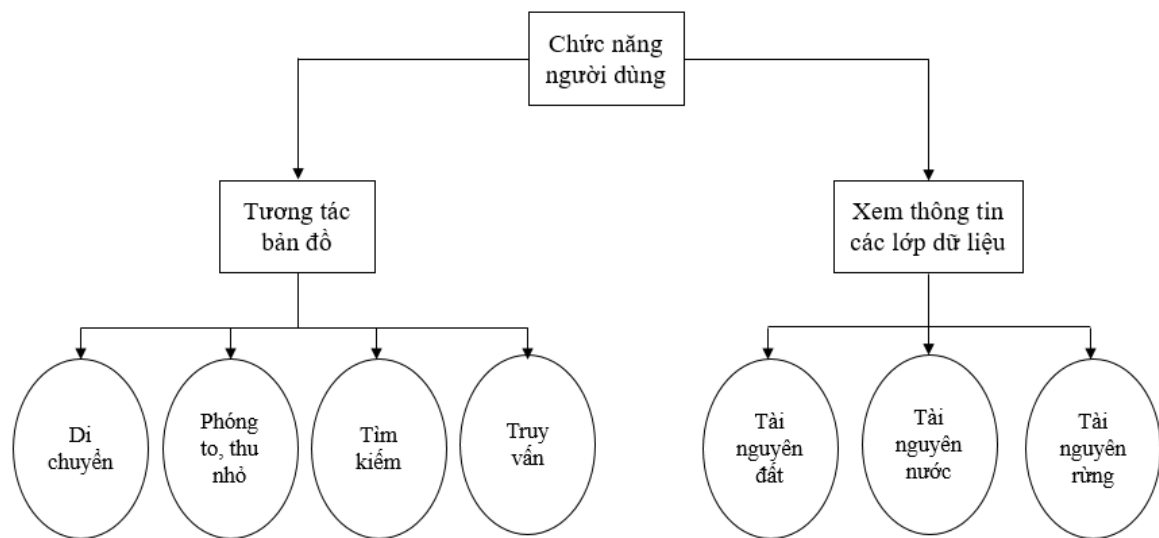 Chức năng
người dùng
Tương tác
bản đồ
Xem thông tin
các lớp dữ liệu
Di
chuyển
Phóng
to, thu
nhỏ
Tìm
kiếm
Truy
vấn
Tài
nguyên
đất
Tài
nguyên
nước
Tài
nguyên
rừng